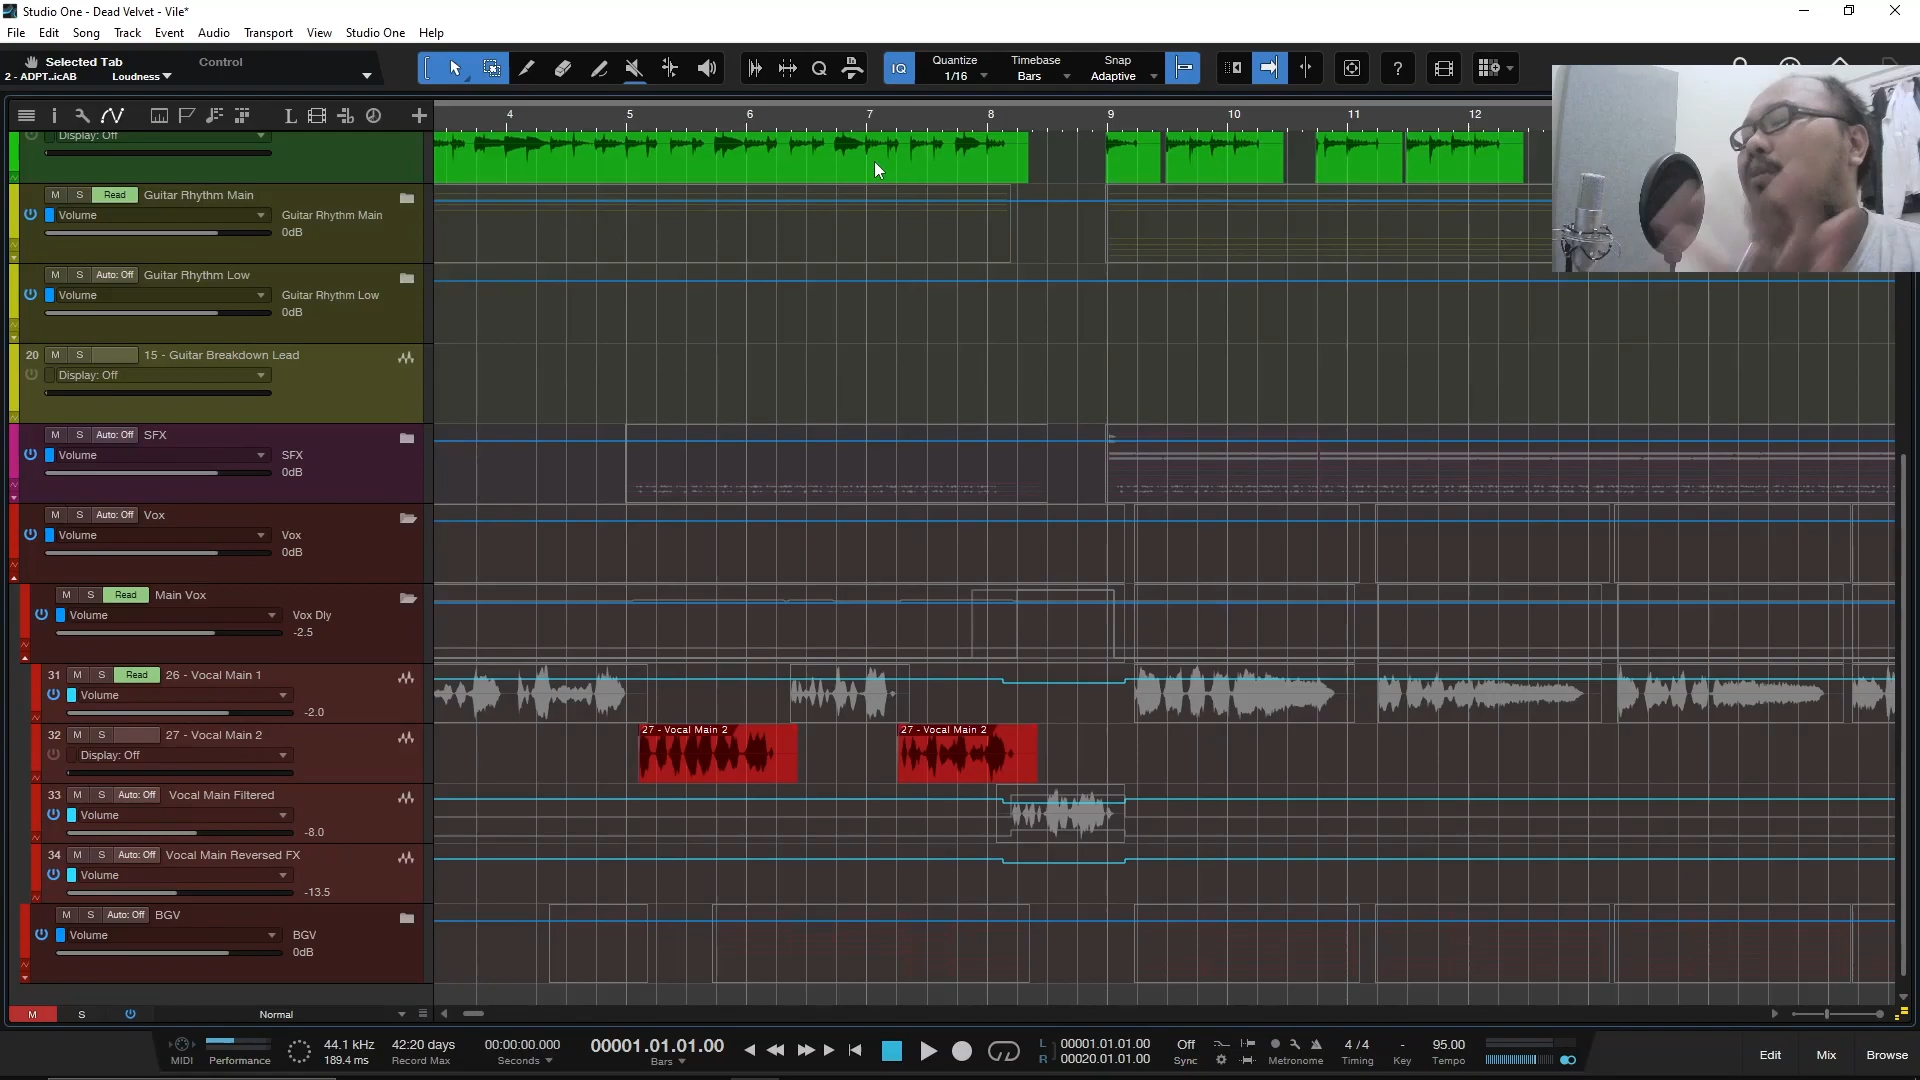 Studio One - Dead Velvet - Vile*
File Edit Song Track Event Audio Transport View Studio One Help
Selected Tab Control
2 - ADPT..icAB Loudness
IQ Quantize Timebase Snap
1/16 Bars Adaptive
?
4 5 6 7 8 9 10 11 12
Display: Off
M S Read Guitar Rhythm Main
Volume Guitar Rhythm Main
0dB
M S Auto: Off Guitar Rhythm Low
Volume Guitar Rhythm Low
0dB
20 M S 15 - Guitar Breakdown Lead
Display: Off
M S Auto: Off SFX
Volume SFX
0dB
M S Auto: Off Vox
Volume Vox
0dB
M S Read Main Vox
Volume Vox Dly
-2.5
31 M S Read 26 - Vocal Main 1
Volume
-2.0
32 M S 27 - Vocal Main 2
Display: Off
27 - Vocal Main 2 27 - Vocal Main 2
33 M S Auto: Off Vocal Main Filtered
Volume
-8.0
34 M S Auto: Off Vocal Main Reversed FX
Volume
-13.5
M S Auto: Off BGV
Volume BGV
0dB
M S Normal
MIDI Performance
44.1 kHz 42:20 days 00:00:00.000 00001.01.01.00
189.4 ms Record Max Seconds Bars
L 00001.01.01.00 Off 4 / 4 - 95.00
R 00020.01.01.00 Sync Metronome Timing Key Tempo
Edit Mix Browse